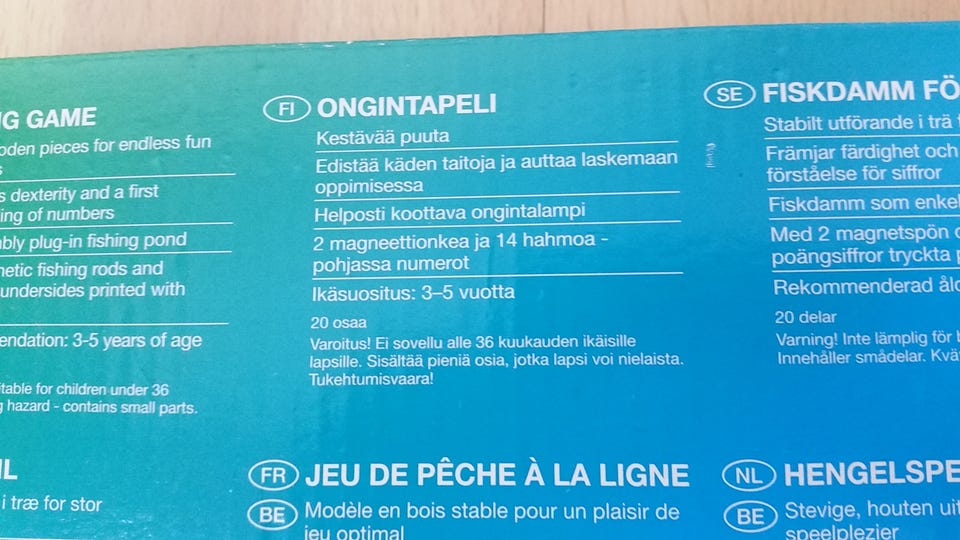 G GAME
oden pieces for endless fun
s
s dexterity and a first
ing of numbers
bly plug-in fishing pond
netic fishing rods and
undersides printed with
endation: 3-5 years of age
table for children under 36
g hazard - contains small parts.
FI ONGINTAPELI
Kestävää puuta
Edistää käden taitoja ja auttaa laskemaan
oppimisessa
Helposti koottava ongintalampi
2 magneettionkea ja 14 hahmoa -
pohjassa numerot
Ikäsuositus: 3–5 vuotta
20 osaa
Varoitus! Ei sovellu alle 36 kuukauden ikäisille
lapsille. Sisältää pieniä osia, jotka lapsi voi nielaista.
Tukehtumisvaara!
SE FISKDAMM FÖ
Stabilt utförande i trä f
Främjar färdighet och
förståelse för siffror
Fiskdamm som enkel
Med 2 magnetspön o
poängsiffror tryckta p
Rekommenderad åld
20 delar
Varning! Inte lämplig för b
Innehåller smådelar. Kvä
IL
i træ for stor
FR JEU DE PÊCHE À LA LIGNE
BE Modèle en bois stable pour un plaisir de
jeu optimal
NL HENGELSPE
BE Stevige, houten uit
speelplezier